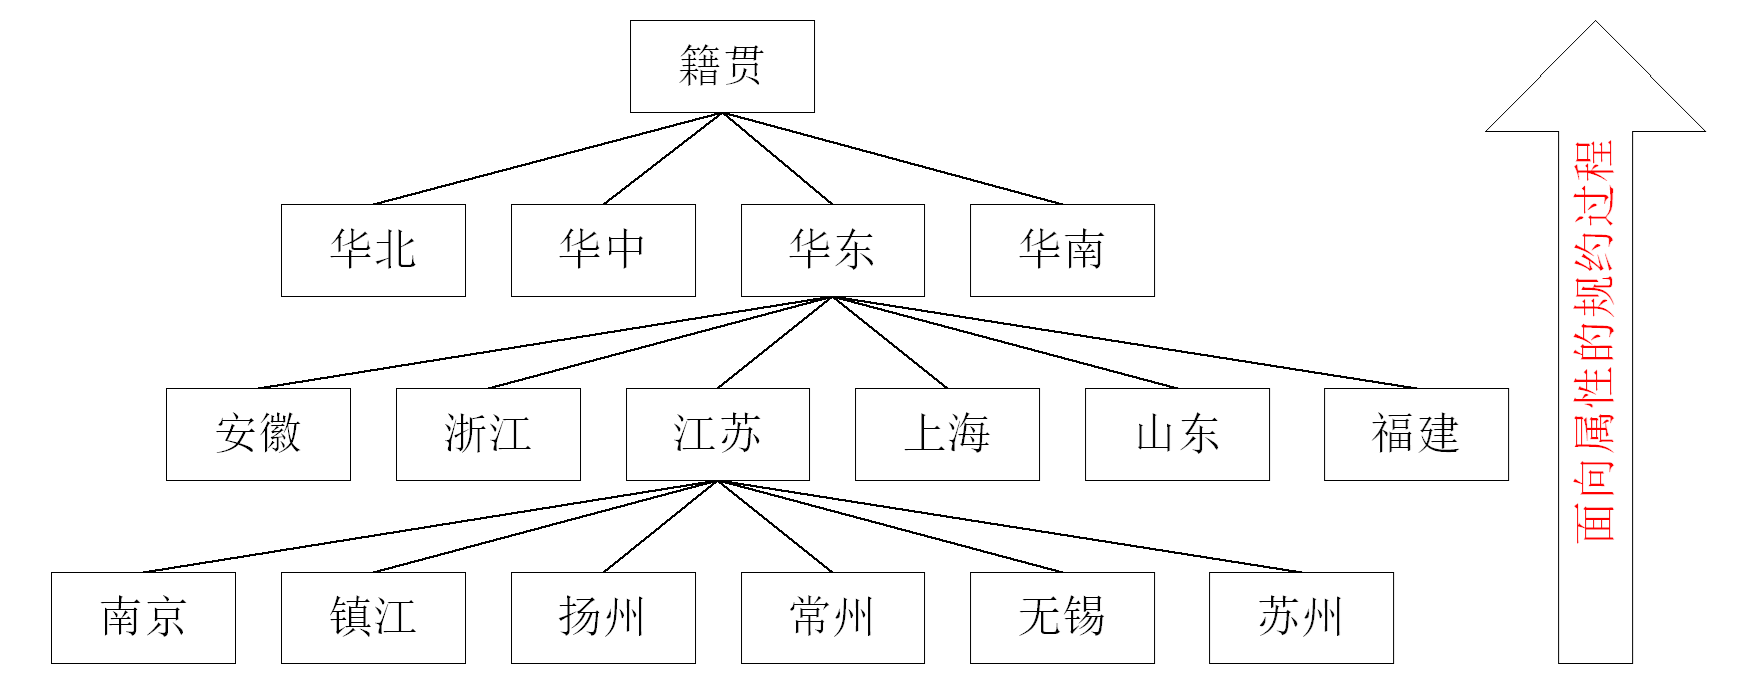 籍贯
华北
华中
华东
华南
安徽
浙江
江苏
上海
山东
福建
南京
镇江
扬州
常州
无锡
苏州
面向属性的规约过程